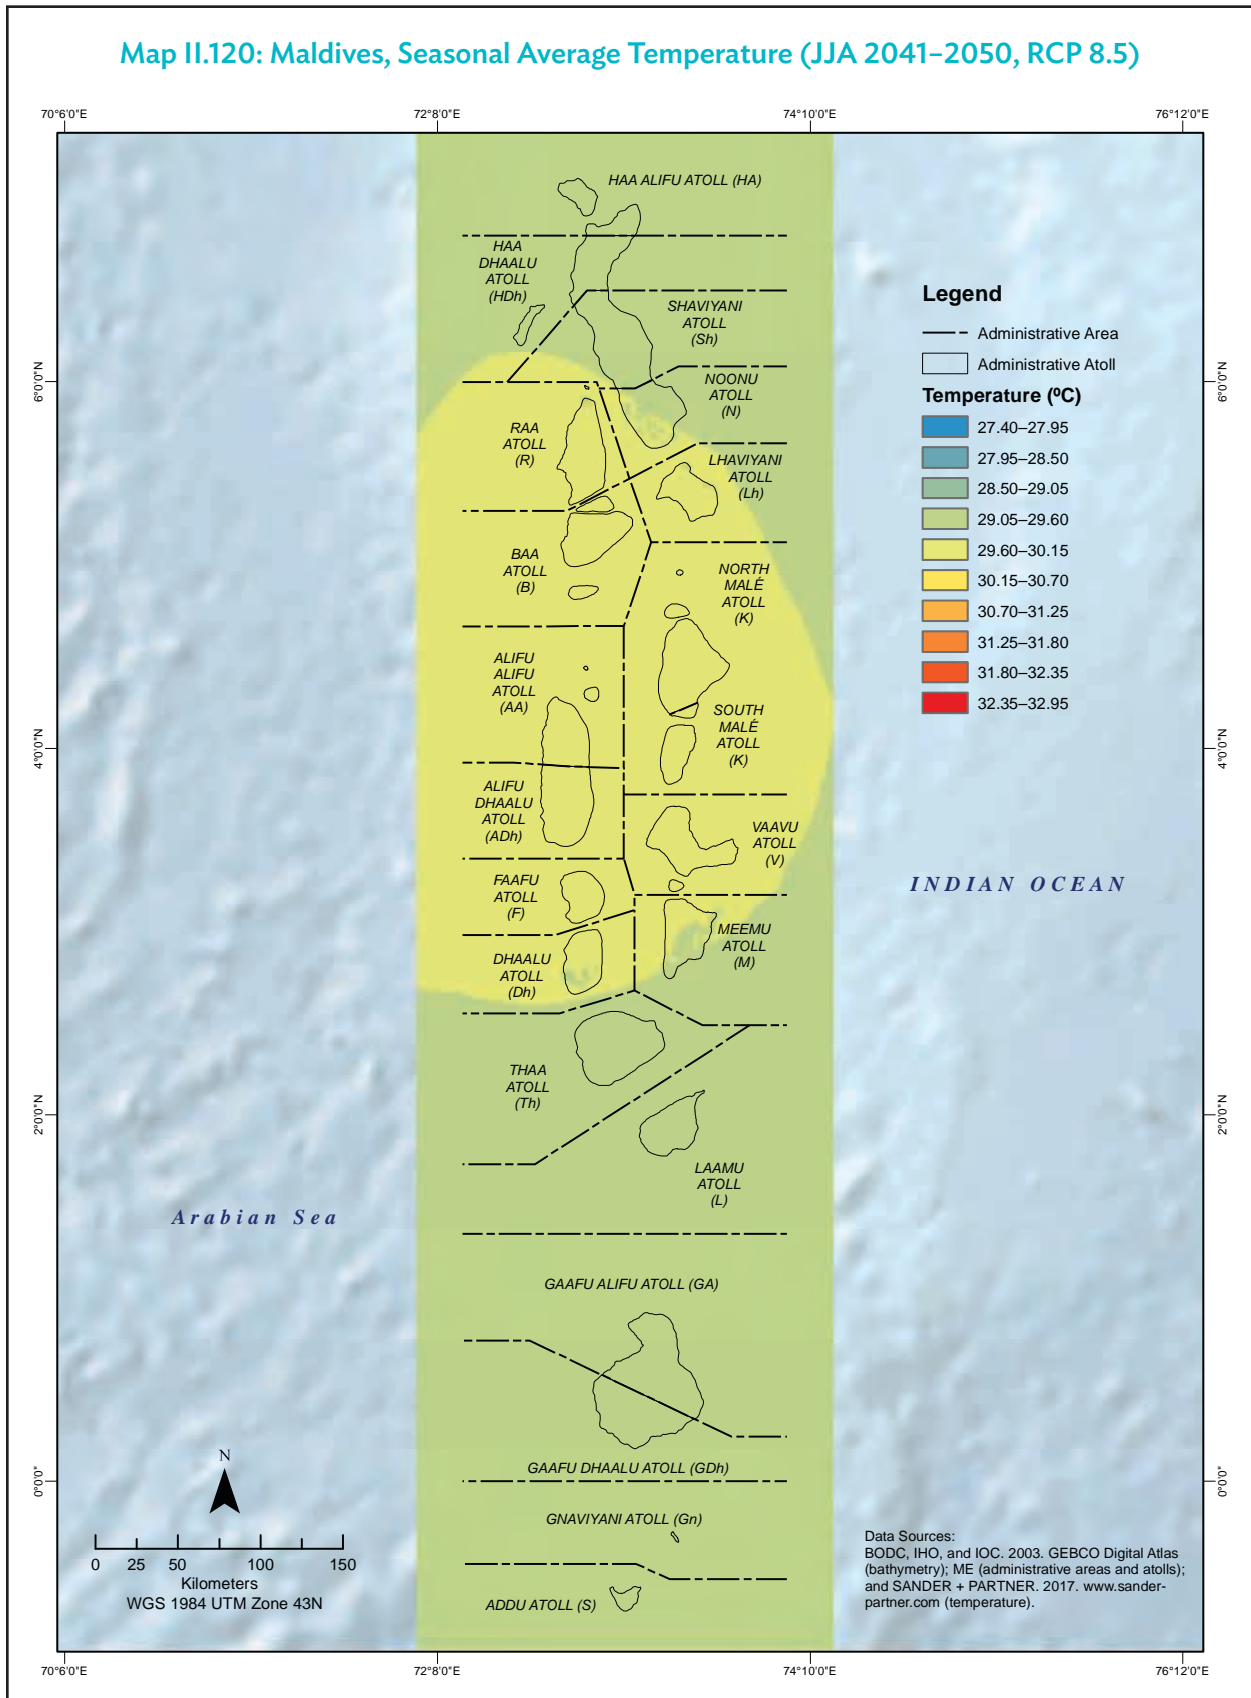 Map II.120: Maldives, Seasonal Average Temperature (JJA 2041–2050, RCP 8.5)
70°6'0"E
72°8'0"E
74°10'0"E
76°12'0"E
HAA ALIFU ATOLL (HA)
HAA
DHAALU
ATOLL
(HDh)
SHAVIYANI
ATOLL
(Sh)
NOONU
ATOLL
(N)
RAA
ATOLL
(R)
LHAVIYANI
ATOLL
(Lh)
BAA
ATOLL
(B)
NORTH
MALÉ
ATOLL
(K)
ALIFU
ALIFU
ATOLL
(AA)
SOUTH
MALÉ
ATOLL
(K)
ALIFU
DHAALU
ATOLL
(ADh)
VAAVU
ATOLL
(V)
FAAFU
ATOLL
(F)
MEEMU
ATOLL
(M)
DHAALU
ATOLL
(Dh)
THAA
ATOLL
(Th)
LAAMU
ATOLL
(L)
GAAFU ALIFU ATOLL (GA)
GAAFU DHAALU ATOLL (GDh)
GNAVIYANI ATOLL (Gn)
ADDU ATOLL (S)
Legend
Administrative Area
Administrative Atoll
Temperature (ºC)
27.40–27.95
27.95–28.50
28.50–29.05
29.05–29.60
29.60–30.15
30.15–30.70
30.70–31.25
31.25–31.80
31.80–32.35
32.35–32.95
INDIAN OCEAN
Arabian Sea
6°0'0"N
4°0'0"N
2°0'0"N
0°0'0"
6°0'0"N
4°0'0"N
2°0'0"N
0°0'0"
N
0 25 50 100 150
Kilometers
WGS 1984 UTM Zone 43N
Data Sources:
BODC, IHO, and IOC. 2003. GEBCO Digital Atlas
(bathymetry); ME (administrative areas and atolls);
and SANDER + PARTNER. 2017. www.sander-
partner.com (temperature).
70°6'0"E
72°8'0"E
74°10'0"E
76°12'0"E